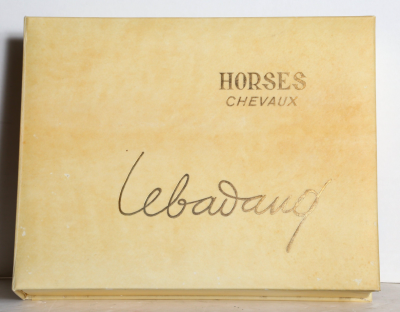 HORSES
CHEVAUX
Lebadang